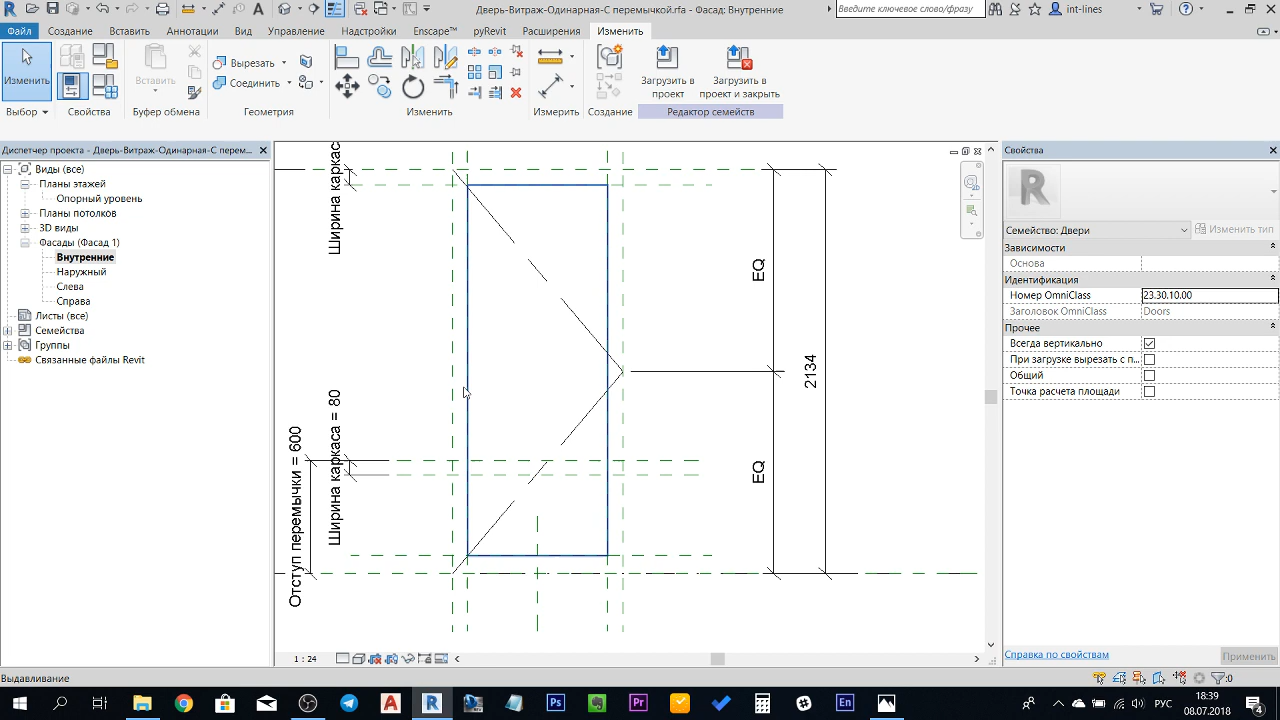 Дверь-Витраж-Одинарная-С перемычкой.rfa - Фасад: Внутренние
Введите ключевое слово/фразу
int-lines
Файл
Создание
Вставить
Аннотации
Вид
Управление
Надстройки
Enscape™
pyRevit
Расширения
Изменить
Изменить
Вставить
Вырезать
Соединить
Загрузить в
проект
Загрузить в
проект и закрыть
Выбор
Свойства
Буфер обмена
Геометрия
Изменить
Измерить
Создание
Редактор семейств
Диспетчер проекта - Дверь-Витраж-Одинарная-С перем...
Виды (все)
Планы этажей
Опорный уровень
Планы потолков
3D виды
Фасады (Фасад 1)
Внутренние
Наружный
Слева
Справа
Листы (все)
Семейства
Группы
Связанные файлы Revit
Ширина каркас
Ширина каркаса = 80
Отступ перемычки = 600
EQ
EQ
2134
1 : 24
Свойства
R
Семейство: Двери
Изменить тип
Зависимости
Основа
Идентификация
Номер OmniClass
23.30.10.00
Заголовок OmniClass
Doors
Прочее
Всегда вертикально
При загрузке вырезать с п...
Общий
Точка расчета площади
Справка по свойствам
Применить
Выдавливание
:0
РУС
18:39
08.07.2018